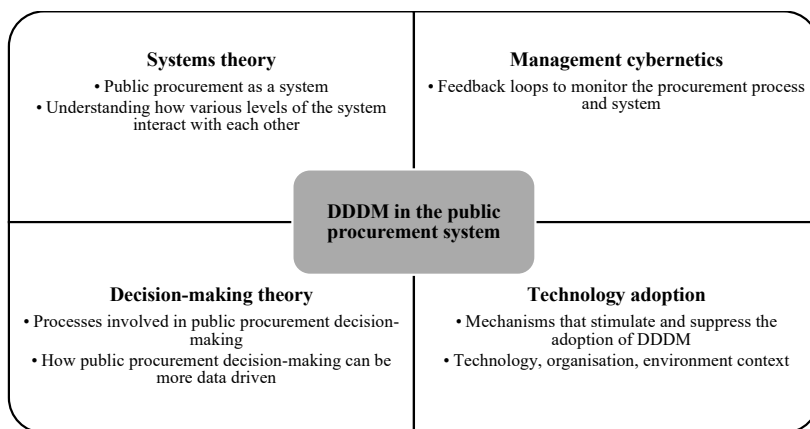 Systems theory
• Public procurement as a system
• Understanding how various levels of the system
interact with each other
Management cybernetics
• Feedback loops to monitor the procurement process
and system
DDDM in the public
procurement system
Decision-making theory
• Processes involved in public procurement decision-
making
• How public procurement decision-making can be
more data driven
Technology adoption
• Mechanisms that stimulate and suppress the
adoption of DDDM
• Technology, organisation, environment context